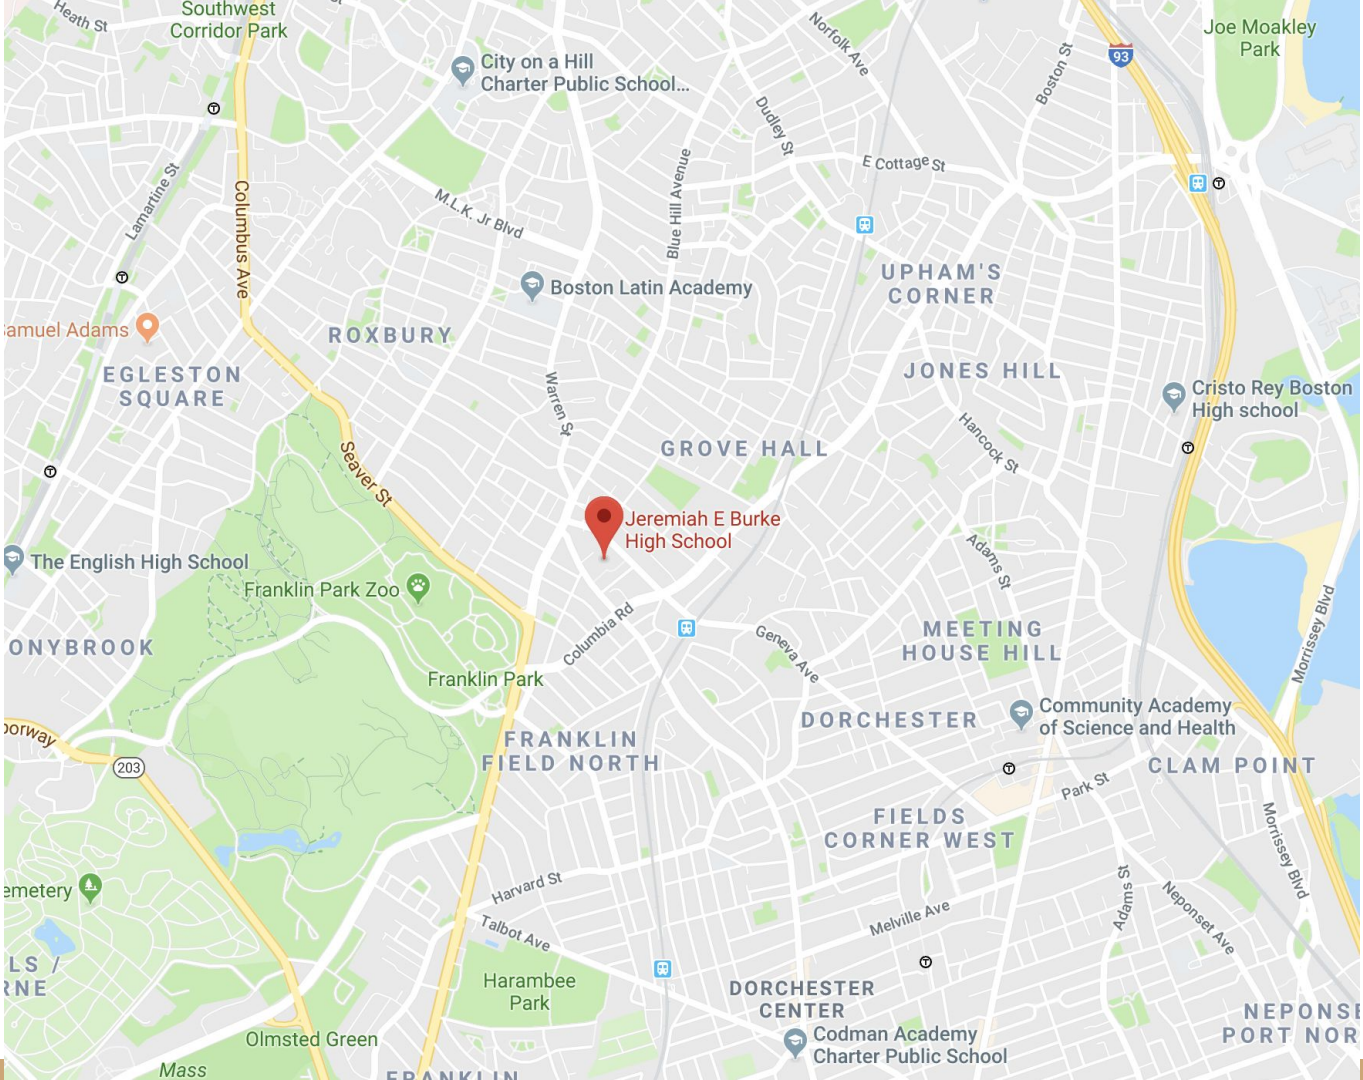 Heath St
Southwest
Corridor Park
City on a Hill
Charter Public School...
Norfolk Ave
Boston St
93
Joe Moakley
Park
Dudley St
E Cottage St
Lamartine St
Columbus Ave
M.L.K. Jr Blvd
Blue Hill Avenue
T
T
T
Boston Latin Academy
UPHAM'S
CORNER
Samuel Adams
ROXBURY
EGLESTON
SQUARE
JONES HILL
Cristo Rey Boston
High school
Warren St
GROVE HALL
Hancock St
Seaver St
T
T
Jeremiah E Burke
High School
The English High School
Franklin Park Zoo
Adams St
Columbia Rd
Geneva Ave
MEETING
HOUSE HILL
Morrissey Blvd
ONYBROOK
Franklin Park
Community Academy
of Science and Health
DORCHESTER
orway
203
FRANKLIN
FIELD NORTH
T
CLAM POINT
Park St
FIELDS
CORNER WEST
Morrissey Blvd
emetery
Harvard St
Talbot Ave
Melville Ave
Adams St
Neponset Ave
T
LS /
RNE
Harambee
Park
DORCHESTER
CENTER
NEPONSE
PORT NOR
Olmsted Green
Codman Academy
Charter Public School
Mass
FRANKLIN